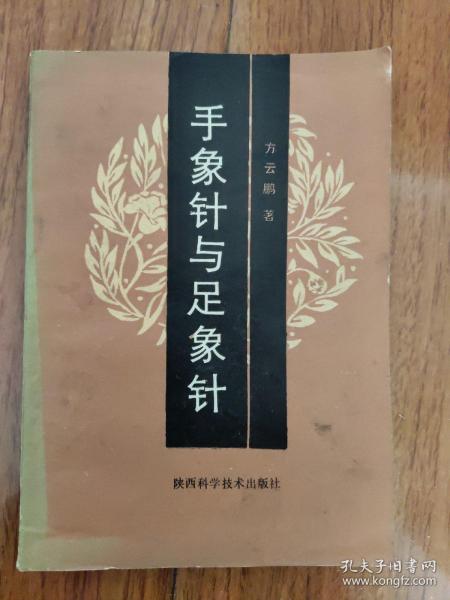 手象针与足象针
方云鹏 著
陕西科学技术出版社
孔夫子旧书网
www.kongfz.com